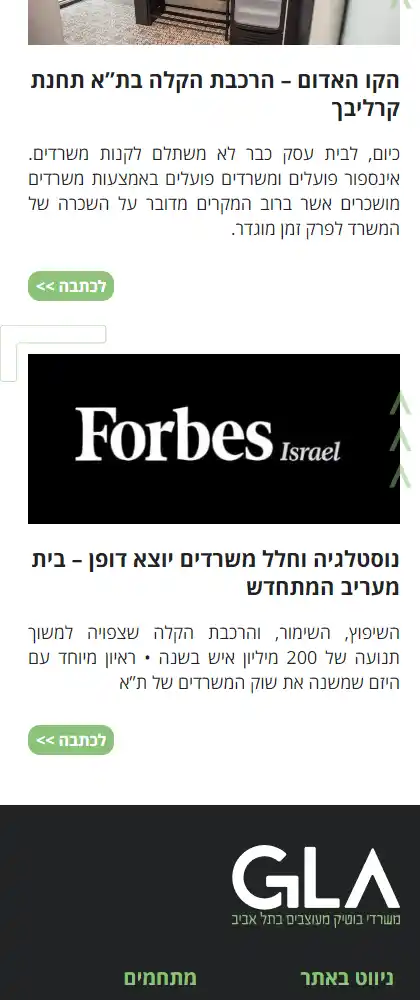 הקו האדום – הרכבת הקלה בת”א תחנת
קרליבך
כיום, לבית עסק כבר לא משתלם לקנות משרדים.
אינספור פועלים ומשרדים פועלים באמצעות משרדים
מושכרים אשר ברוב המקרים מדובר על השכרה של
המשרד לפרק זמן מוגדר.
לכתבה >>
Forbes Israel
נוסטלגיה וחלל משרדים יוצא דופן – בית
מעריב המתחדש
השיפוץ, השימור, והרכבת הקלה שצפויה למשוך
תנועה של 200 מיליון איש בשנה • ראיון מיוחד עם
היזם שמשנה את שוק המשרדים של ת”א
לכתבה >>
GLA
משרדי בוטיק מעוצבים בתל אביב
ניווט באתר
מתחמים